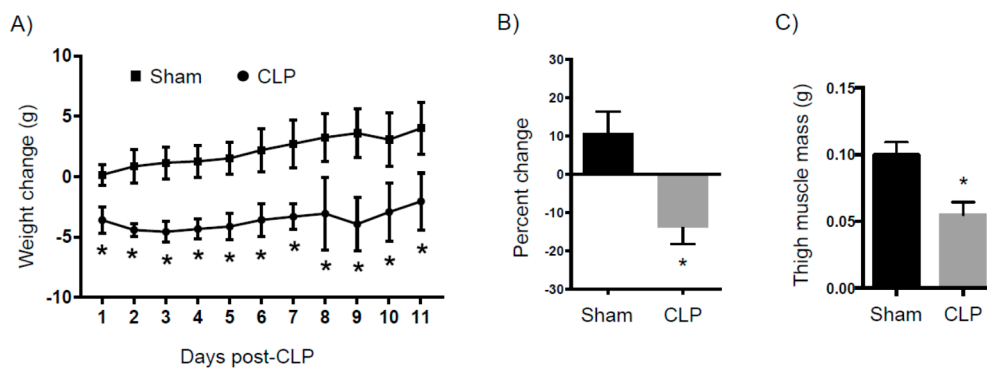 A)
Weight change (g)
10
5
0
-5
-10
Sham
CLP
* * * * * * * * * * *
1 2 3 4 5 6 7 8 9 10 11
Days post-CLP
B)
Percent change
30
20
10
0
-10
-20
-30
*
Sham CLP
C)
Thigh muscle mass (g)
0.15
0.10
0.05
0.00
*
Sham CLP